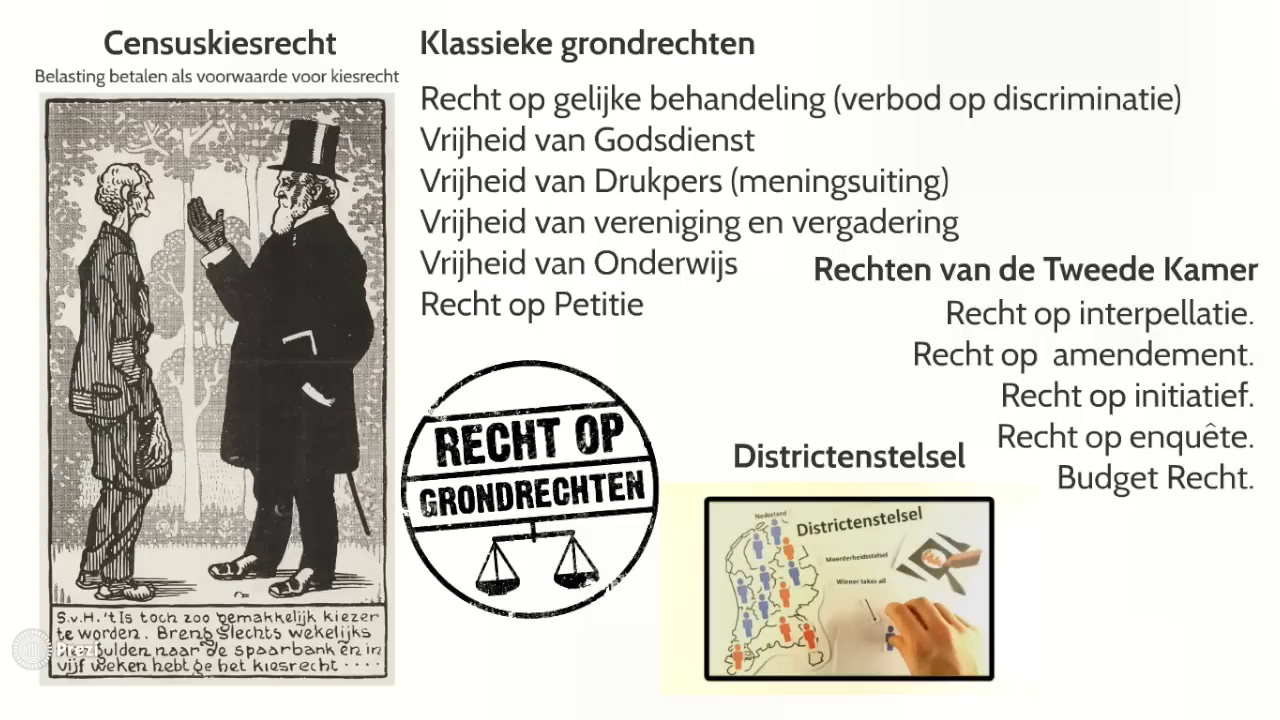 Censuskiesrecht
Belasting betalen als voorwaarde voor kiesrecht
S.v.H. 't Is toch zoo gemakkelijk kiezer
te worden. Breng slechts wekelijks
gulden naar de spaarbank en in
vijf weken hebt ge het kiesrecht ....
Prezi
Klassieke grondrechten
Recht op gelijke behandeling (verbod op discriminatie)
Vrijheid van Godsdienst
Vrijheid van Drukpers (meningsuiting)
Vrijheid van vereniging en vergadering
Vrijheid van Onderwijs
Recht op Petitie
Rechten van de Tweede Kamer
Recht op interpellatie.
Recht op amendement.
Recht op initiatief.
Recht op enquête.
Budget Recht.
RECHT OP
GRONDRECHTEN
Districtenstelsel
Nederland
Districtenstelsel
Meerderheidsstelsel
Winner takes all